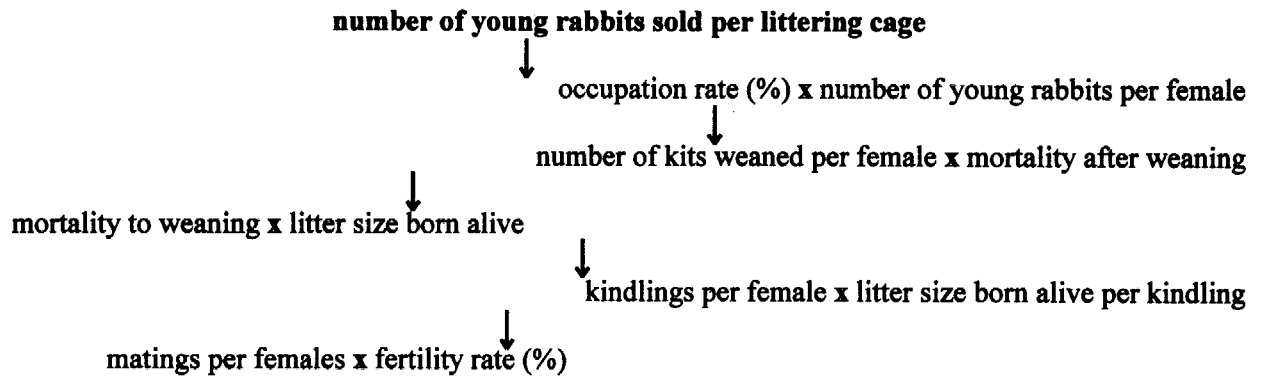 number of young rabbits sold per littering cage
occupation rate (%) x number of young rabbits per female
number of kits weaned per female x mortality after weaning
mortality to weaning x litter size born alive
kindlings per female x litter size born alive per kindling
matings per females x fertility rate (%)